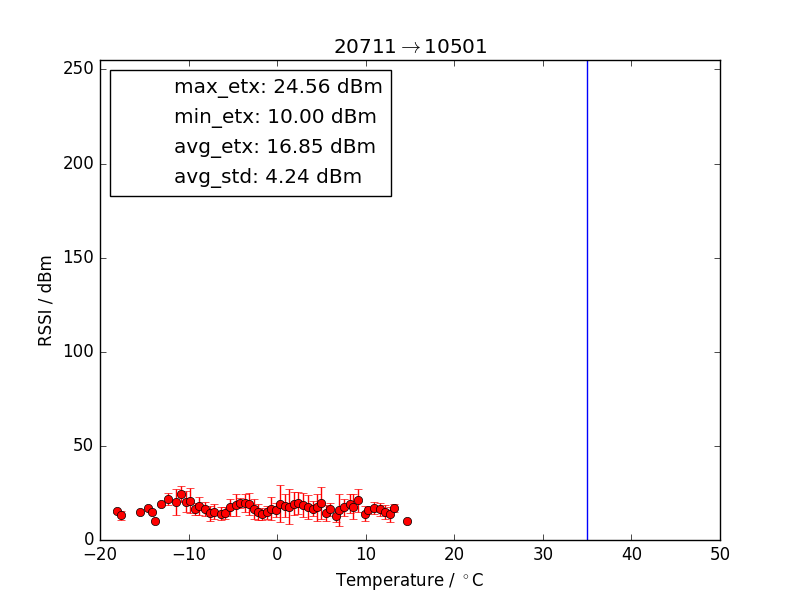 20711→10501
max_etx: 24.56 dBm
min_etx: 10.00 dBm
avg_etx: 16.85 dBm
avg_std: 4.24 dBm
RSSI / dBm
250
200
150
100
50
0
−20 −10 0 10 20 30 40 50
Temperature / °C